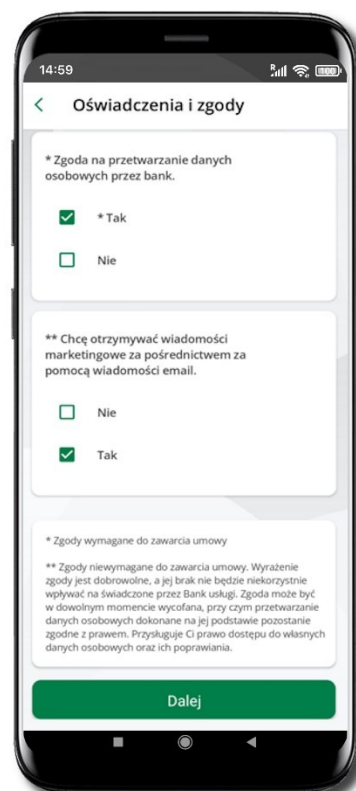 14:59
R
100
Oświadczenia i zgody
* Zgoda na przetwarzanie danych
osobowych przez bank.
* Tak
Nie
** Chcę otrzymywać wiadomości
marketingowe za pośrednictwem za
pomocą wiadomości email.
Nie
Tak
* Zgody wymagane do zawarcia umowy
** Zgody niewymagane do zawarcia umowy. Wyrażenie
zgody jest dobrowolne, a jej brak nie będzie niekorzystnie
wpływać na świadczone przez Bank usługi. Zgoda może być
w dowolnym momencie wycofana, przy czym przetwarzanie
danych osobowych dokonane na jej podstawie pozostanie
zgodne z prawem. Przysługuje Ci prawo dostępu do własnych
danych osobowych oraz ich poprawiania.
Dalej